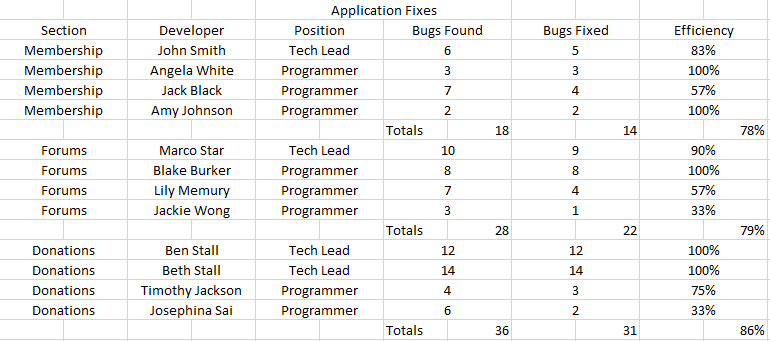 Application Fixes
Section Developer Position Bugs Found Bugs Fixed Efficiency
Membership John Smith Tech Lead 6 5 83%
Membership Angela White Programmer 3 3 100%
Membership Jack Black Programmer 7 4 57%
Membership Amy Johnson Programmer 2 2 100%
Totals 18 14 78%
Forums Marco Star Tech Lead 10 9 90%
Forums Blake Burker Programmer 8 8 100%
Forums Lily Memury Programmer 7 4 57%
Forums Jackie Wong Programmer 3 1 33%
Totals 28 22 79%
Donations Ben Stall Tech Lead 12 12 100%
Donations Beth Stall Tech Lead 14 14 100%
Donations Timothy Jackson Programmer 4 3 75%
Donations Josephina Sai Programmer 6 2 33%
Totals 36 31 86%